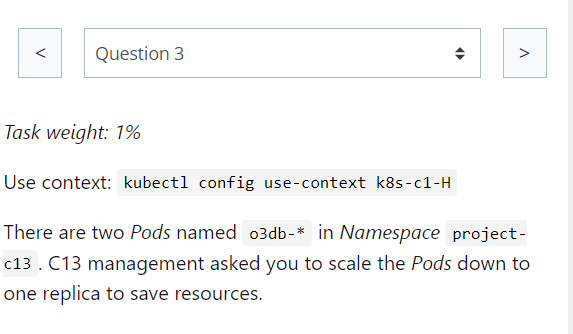 <
Question 3
>
Task weight: 1%
Use context: kubectl config use-context k8s-c1-H
There are two Pods named o3db-* in Namespace project-
c13 . C13 management asked you to scale the Pods down to
one replica to save resources.